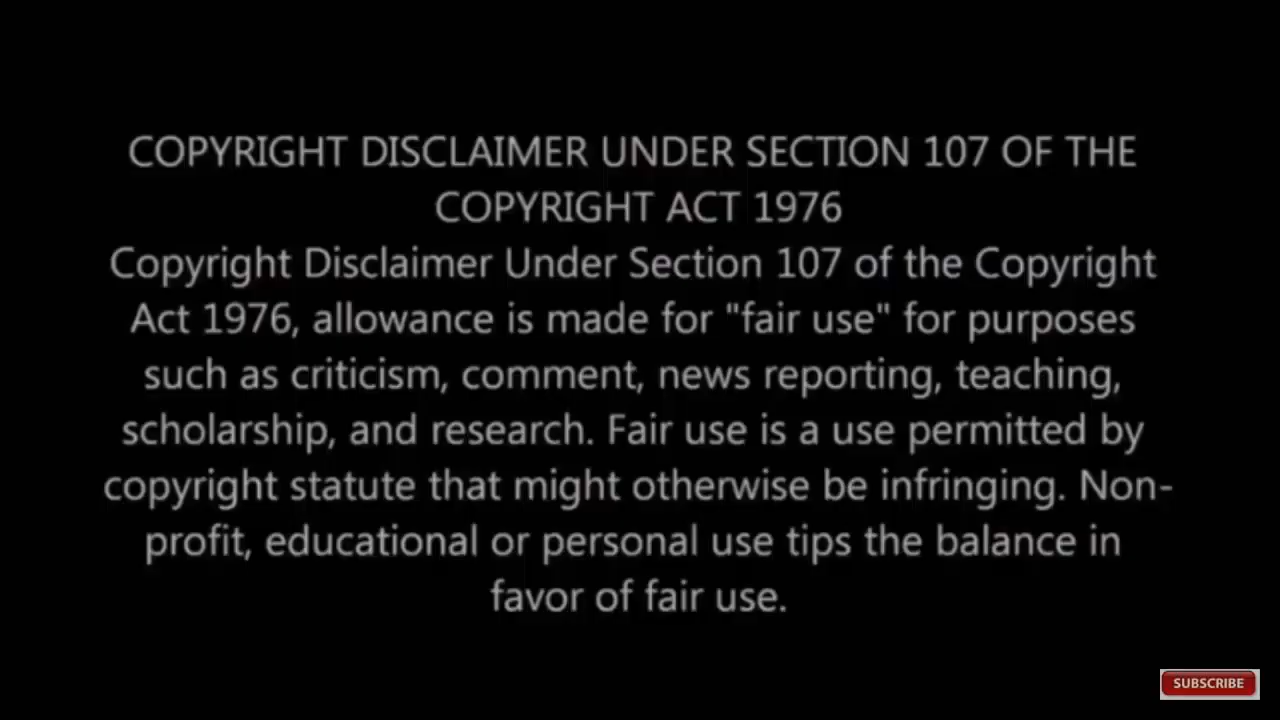 COPYRIGHT DISCLAIMER UNDER SECTION 107 OF THE
COPYRIGHT ACT 1976
Copyright Disclaimer Under Section 107 of the Copyright
Act 1976, allowance is made for "fair use" for purposes
such as criticism, comment, news reporting, teaching,
scholarship, and research. Fair use is a use permitted by
copyright statute that might otherwise be infringing. Non-
profit, educational or personal use tips the balance in
favor of fair use.
SUBSCRIBE